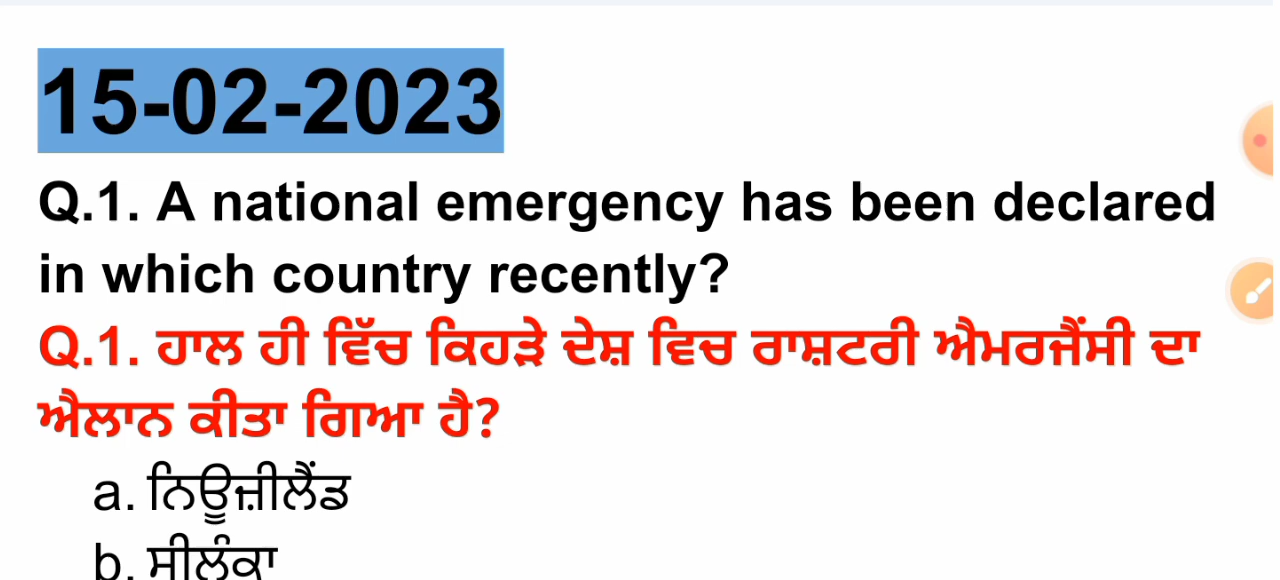 15-02-2023
Q.1. A national emergency has been declared
in which country recently?
Q.1. ਹਾਲ ਹੀ ਵਿੱਚ ਕਿਹੜੇ ਦੇਸ਼ ਵਿਚ ਰਾਸ਼ਟਰੀ ਐਮਰਜੈਂਸੀ ਦਾ
ਐਲਾਨ ਕੀਤਾ ਗਿਆ ਹੈ?
a. ਨਿਊਜ਼ੀਲੈਂਡ
b. ਸੀਲੰਕਾ